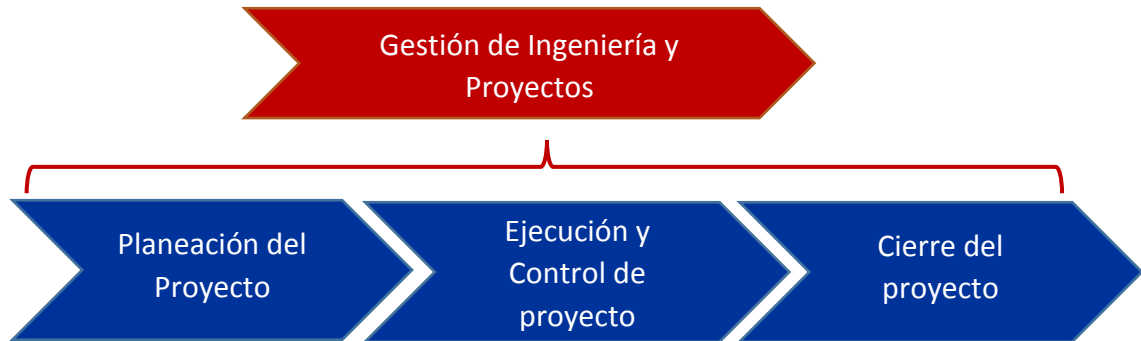 Gestión de Ingeniería y
Proyectos
Planeación del
Proyecto
Ejecución y
Control de
proyecto
Cierre del
proyecto